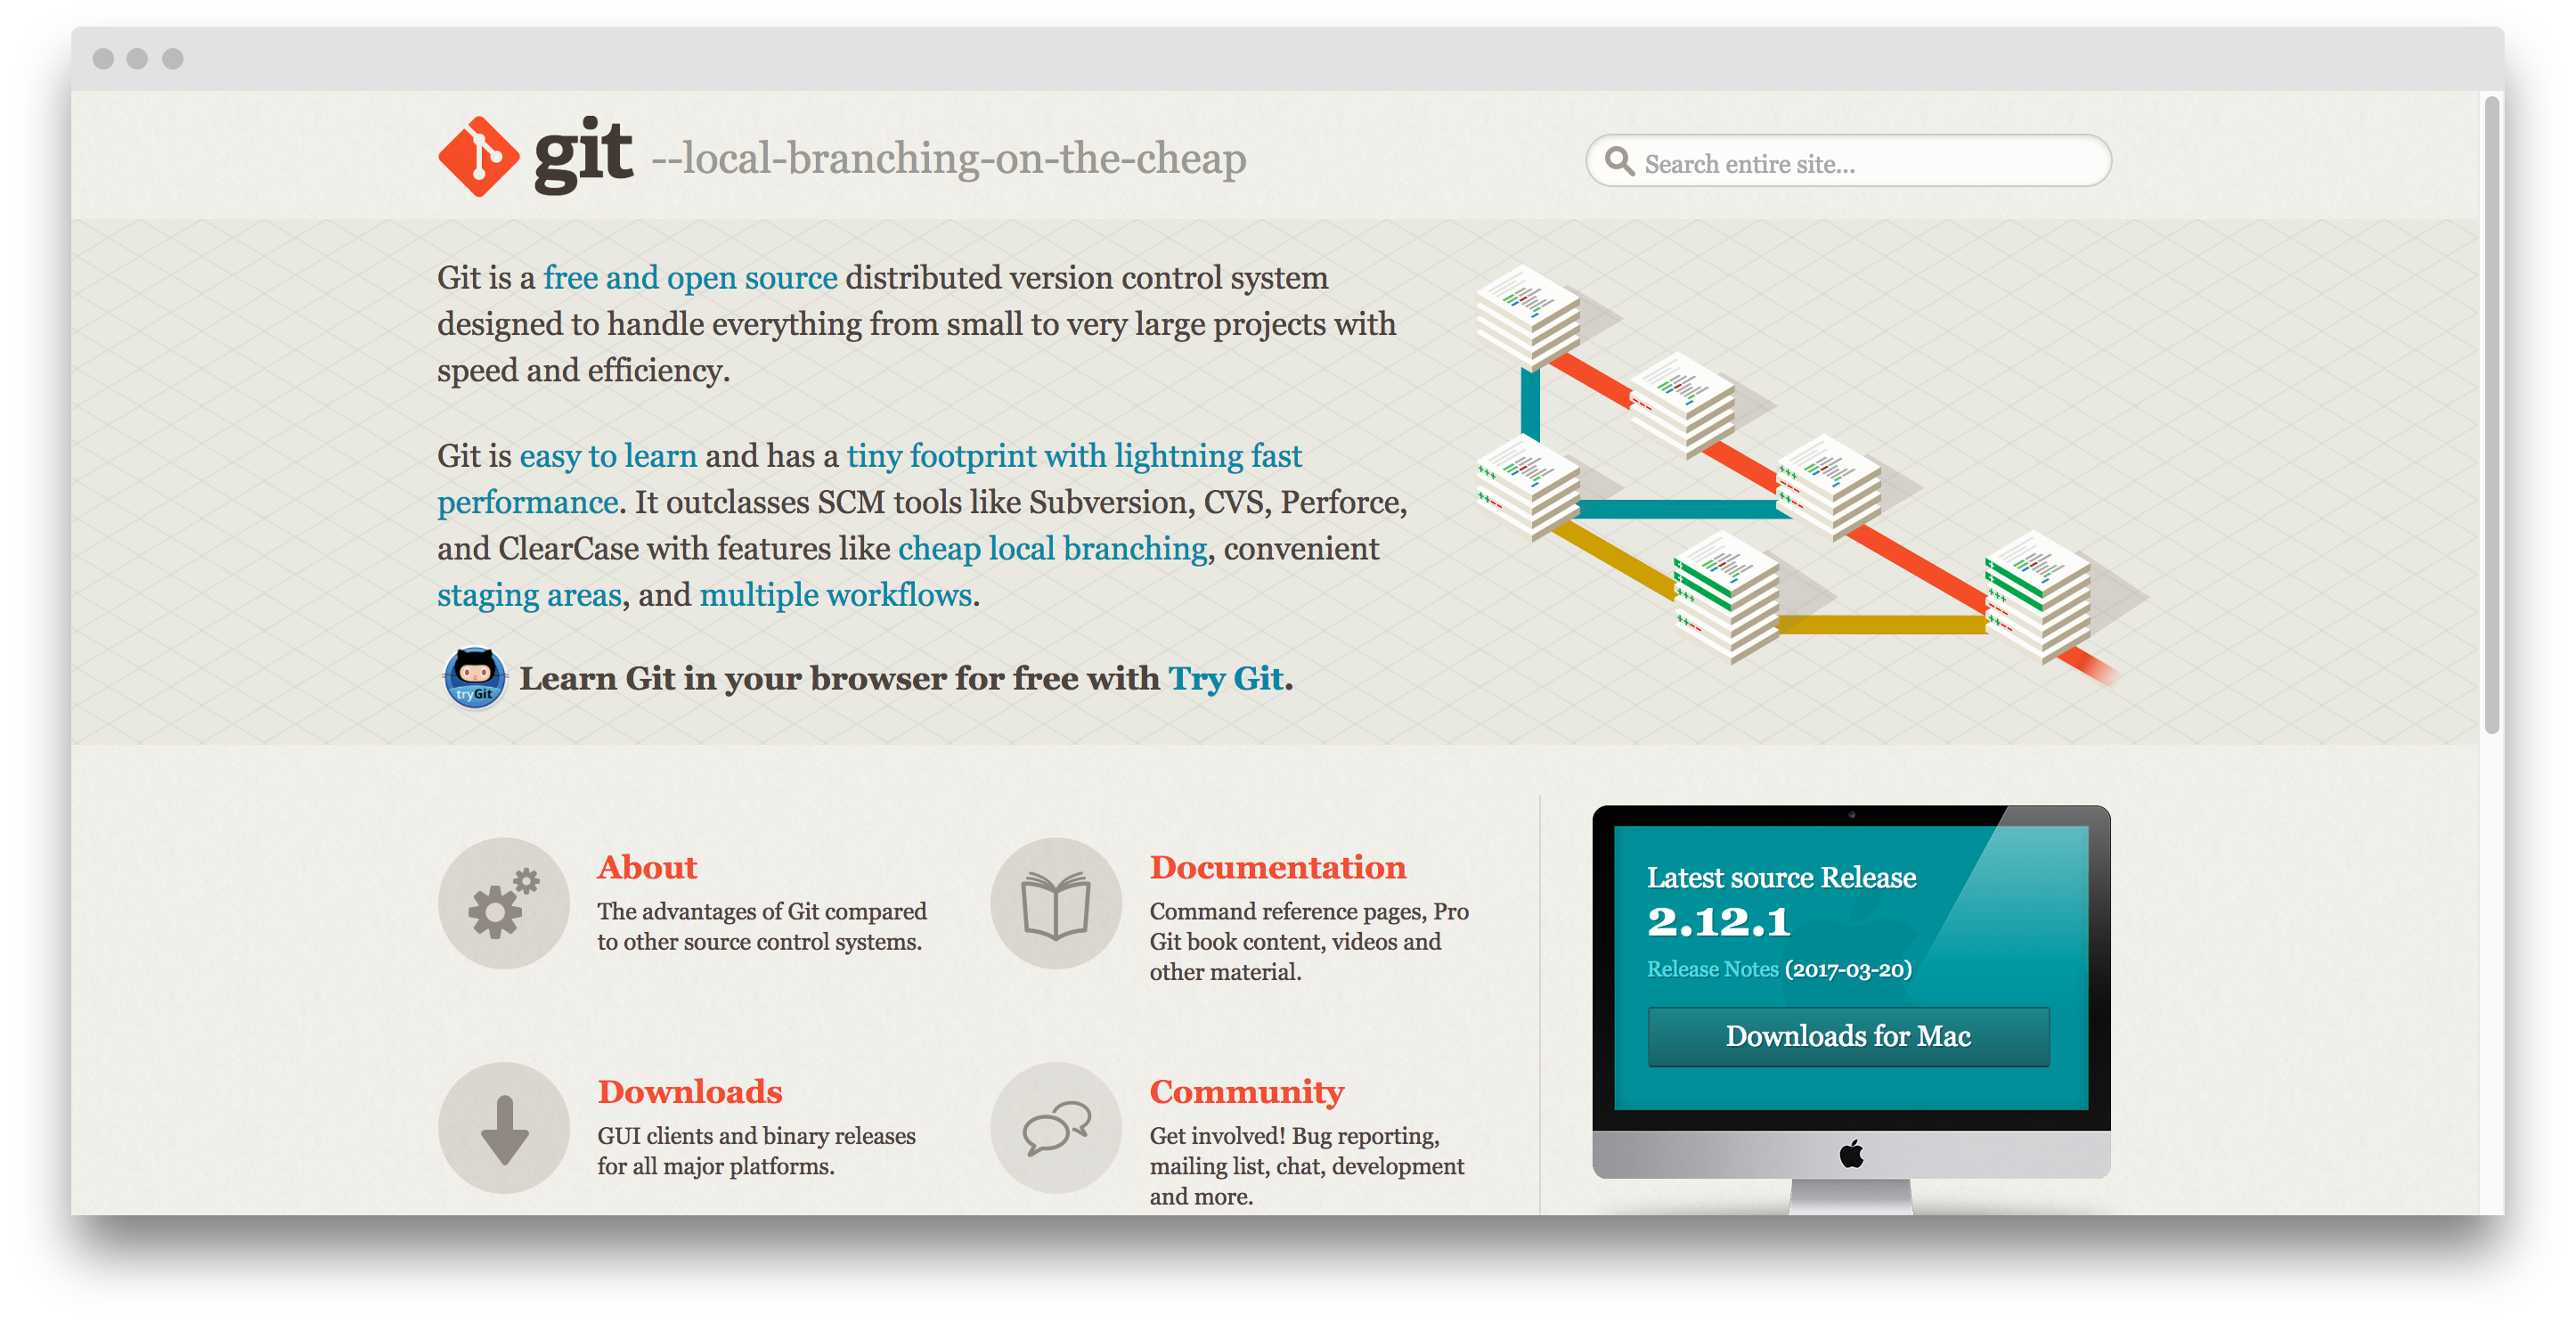 git --local-branching-on-the-cheap
Search entire site...
Git is a free and open source distributed version control system
designed to handle everything from small to very large projects with
speed and efficiency.
Git is easy to learn and has a tiny footprint with lightning fast
performance. It outclasses SCM tools like Subversion, CVS, Perforce,
and ClearCase with features like cheap local branching, convenient
staging areas, and multiple workflows.
tryGit
Learn Git in your browser for free with Try Git.
About
The advantages of Git compared
to other source control systems.
Documentation
Command reference pages, Pro
Git book content, videos and
other material.
Downloads
GUI clients and binary releases
for all major platforms.
Community
Get involved! Bug reporting,
mailing list, chat, development
and more.
Latest source Release
2.12.1
Release Notes (2017-03-20)
Downloads for Mac